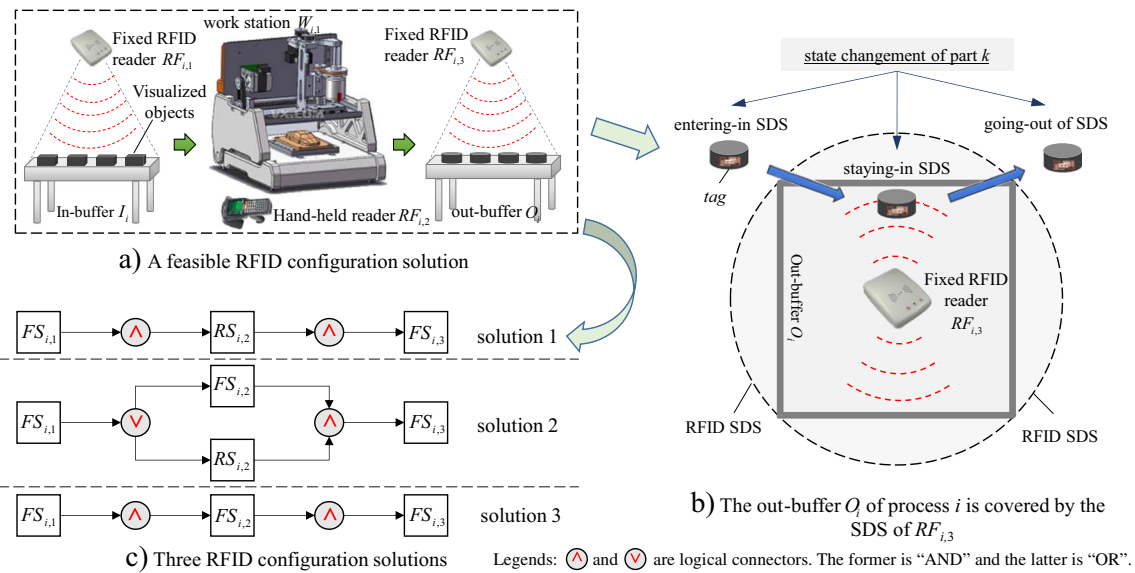 work station W_{i,1}
Fixed RFID
reader RF_{i,1}
Fixed RFID
reader RF_{i,3}
Visualized
objects
In-buffer I_i
Hand-held reader RF_{i,2}
out-buffer O_i
a) A feasible RFID configuration solution
state changement of part k
entering-in SDS
going-out of SDS
staying-in SDS
tag
Out-buffer O_i
Fixed RFID
reader
RF_{i,3}
RFID SDS
RFID SDS
b) The out-buffer O_i of process i is covered by the
SDS of RF_{i,3}
FS_{i,1} ∧ RS_{i,2} ∧ FS_{i,3} solution 1
FS_{i,2}
FS_{i,1} ∨ ∧ FS_{i,3} solution 2
RS_{i,2}
FS_{i,1} ∧ FS_{i,2} ∧ FS_{i,3} solution 3
c) Three RFID configuration solutions
Legends: ∧ and ∨ are logical connectors. The former is “AND” and the latter is “OR”.